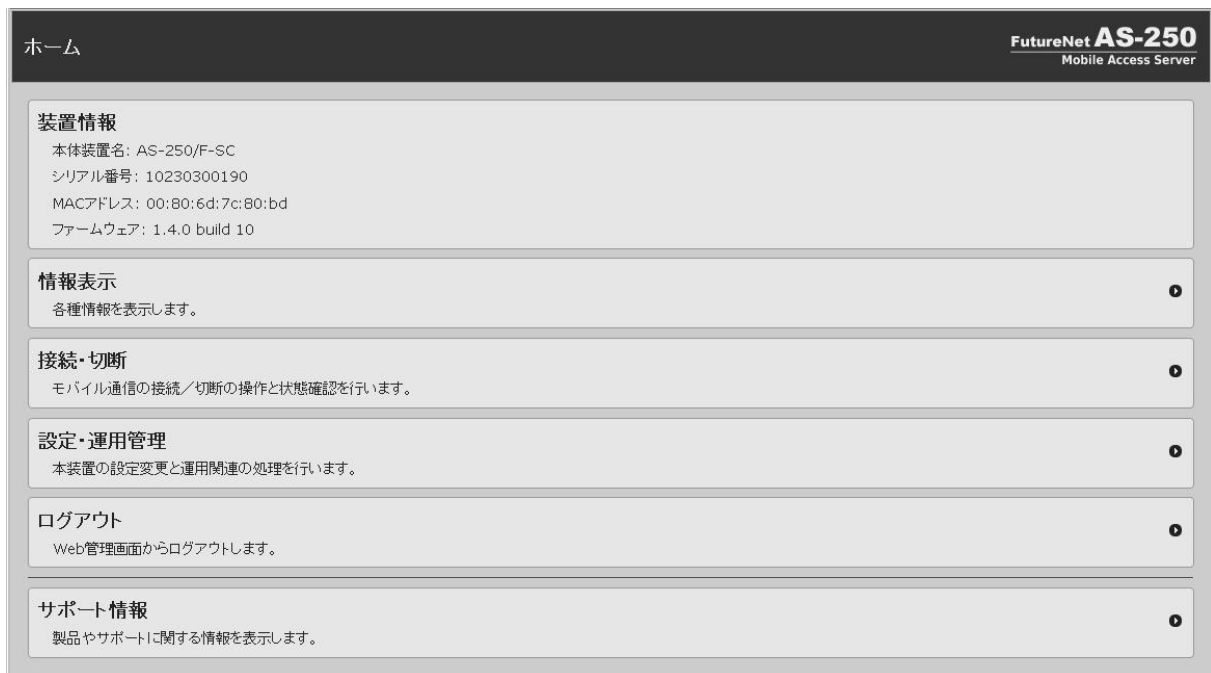 ホーム
FutureNet AS-250
Mobile Access Server
装置情報
本体装置名: AS-250/F-SC
シリアル番号: 10230300190
MACアドレス: 00:80:6d:7c:80:bd
ファームウェア: 1.4.0 build 10
情報表示
各種情報を表示します。
接続・切断
モバイル通信の接続／切断の操作と状態確認を行います。
設定・運用管理
本装置の設定変更と運用関連の処理を行います。
ログアウト
Web管理画面からログアウトします。
サポート情報
製品やサポートに関する情報を表示します。